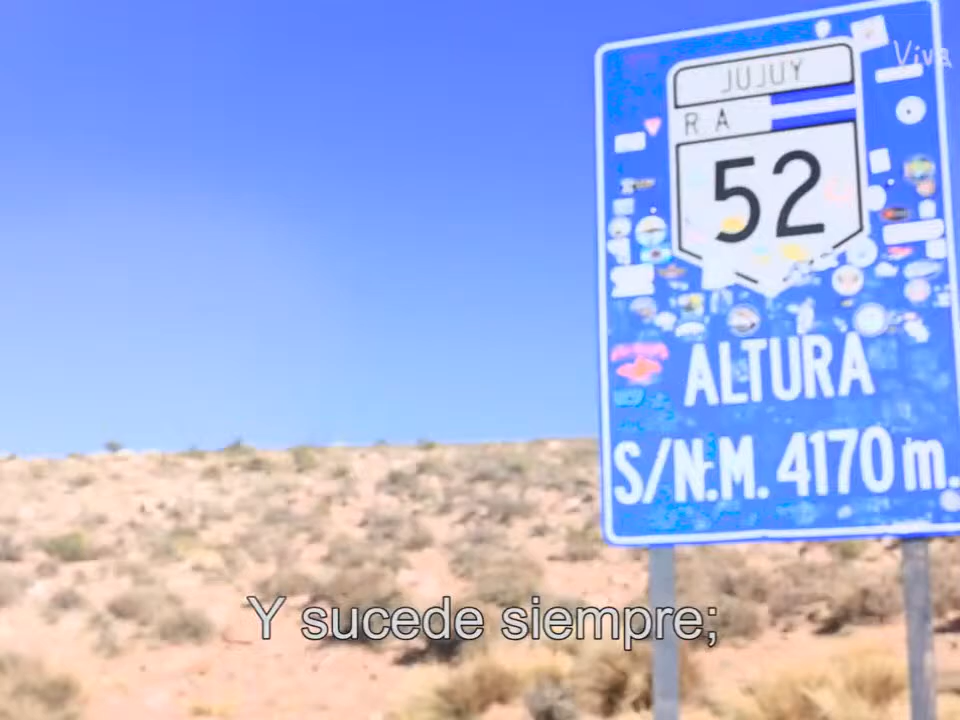 Viva
JUJUY
R A
52
ALTURA
S/N.M. 4170 m.
Y sucede siempre;